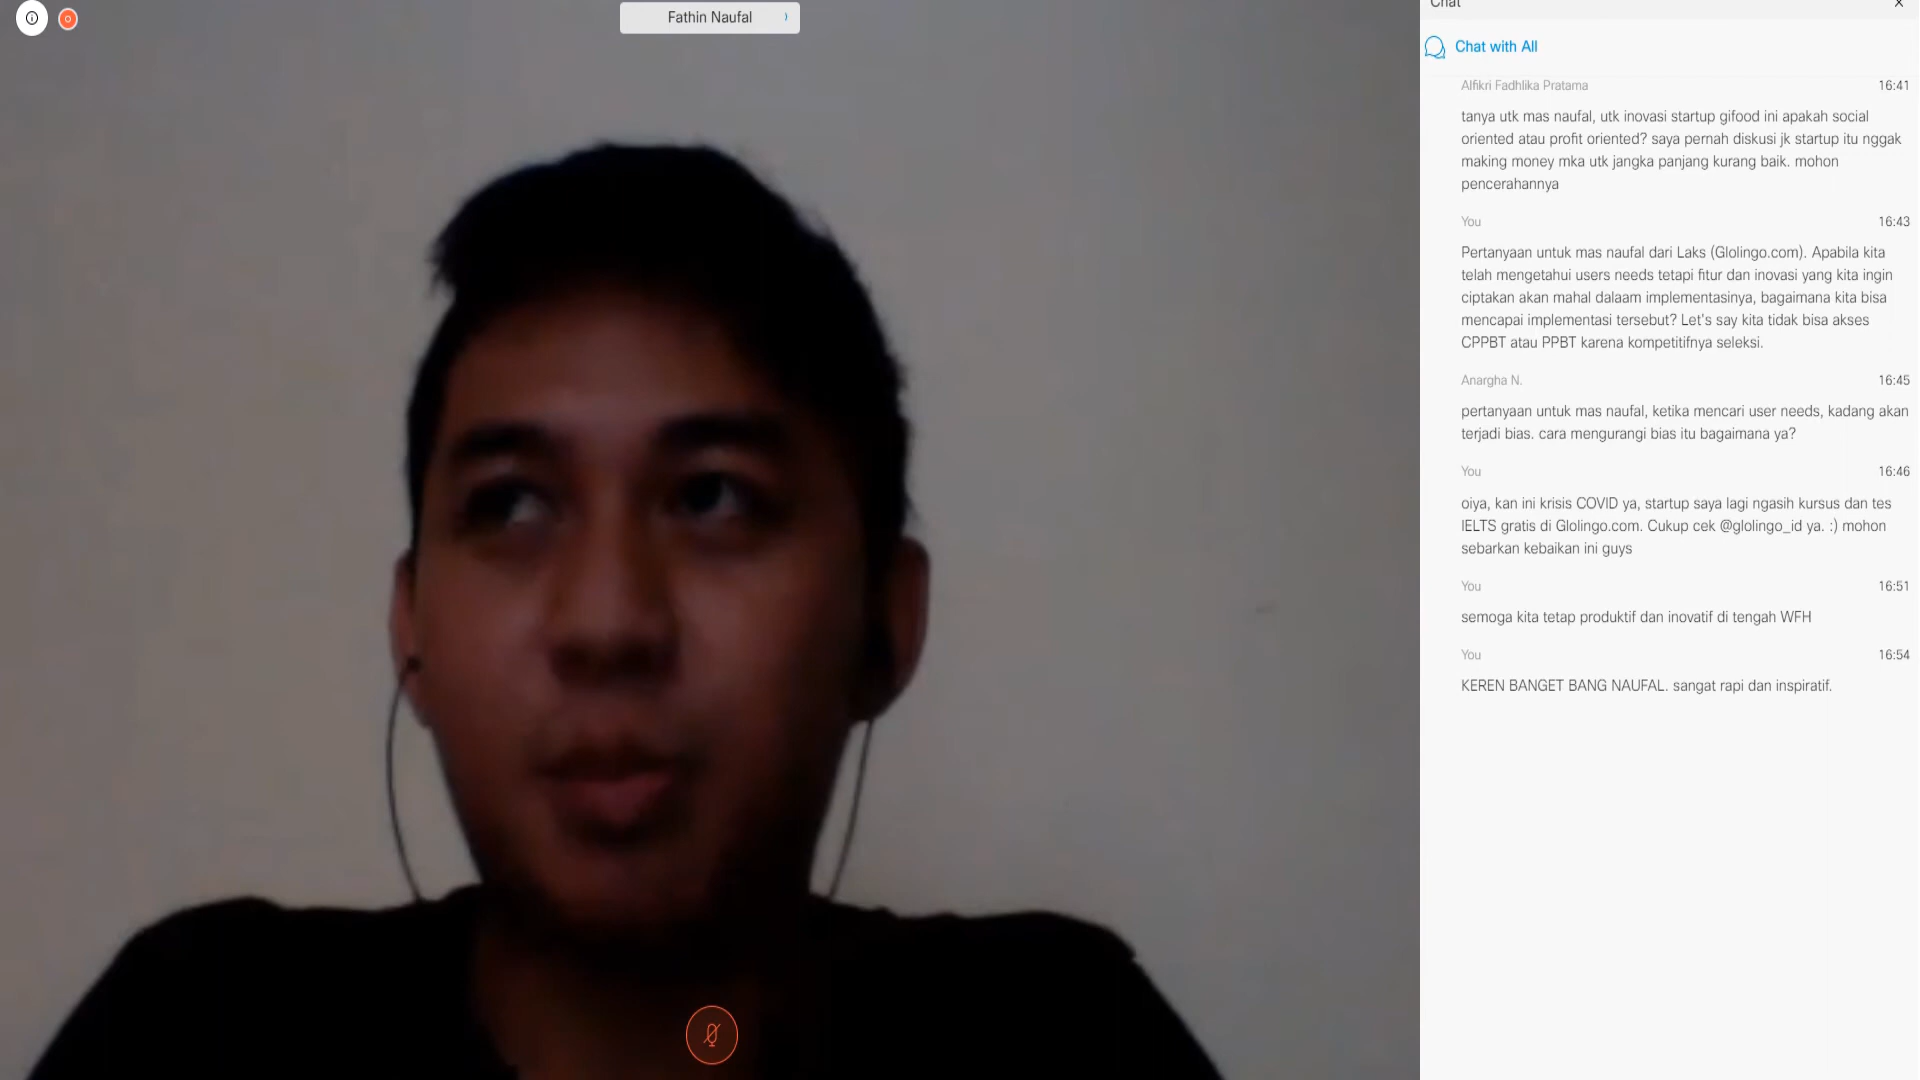 Fathin Naufal
Chat
Chat with All
Alfikri Fadhlika Pratama 16:41
tanya utk mas naufal, utk inovasi startup gifood ini apakah social
oriented atau profit oriented? saya pernah diskusi jk startup itu nggak
making money mka utk jangka panjang kurang baik. mohon
pencerahannya
You 16:43
Pertanyaan untuk mas naufal dari Laks (Glolingo.com). Apabila kita
telah mengetahui users needs tetapi fitur dan inovasi yang kita ingin
ciptakan akan mahal dalaam implementasinya, bagaimana kita bisa
mencapai implementasi tersebut? Let's say kita tidak bisa akses
CPPBT atau PPBT karena kompetitifnya seleksi.
Anargha N. 16:45
pertanyaan untuk mas naufal, ketika mencari user needs, kadang akan
terjadi bias. cara mengurangi bias itu bagaimana ya?
You 16:46
oiya, kan ini krisis COVID ya, startup saya lagi ngasih kursus dan tes
IELTS gratis di Glolingo.com. Cukup cek @glolingo_id ya. :) mohon
sebarkan kebaikan ini guys
You 16:51
semoga kita tetap produktif dan inovatif di tengah WFH
You 16:54
KEREN BANGET BANG NAUFAL. sangat rapi dan inspiratif.